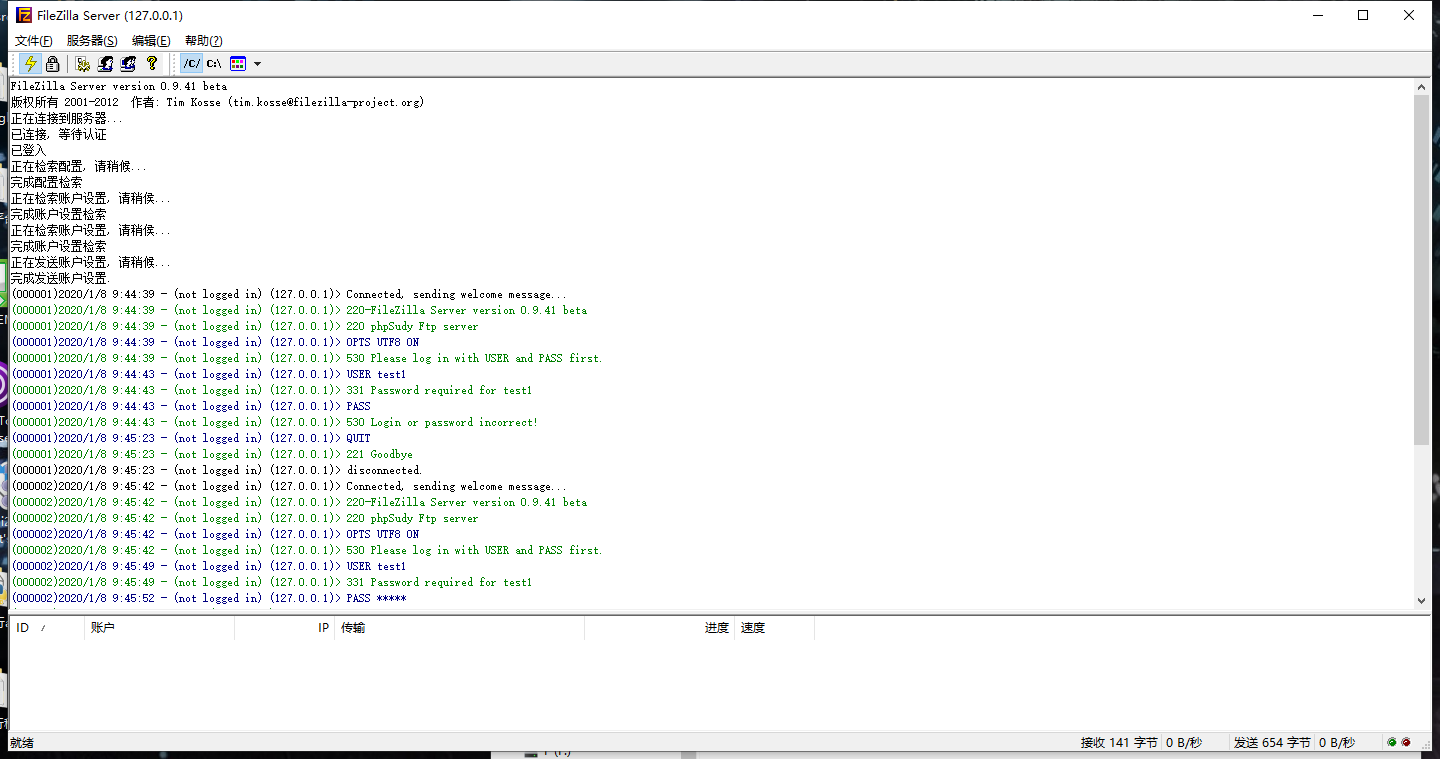 FileZilla Server (127.0.0.1)
文件(F) 服务器(S) 编辑(E) 帮助(?)
/C/ C:\
FileZilla Server version 0.9.41 beta
版权所有 2001-2012 作者: Tim Kosse (tim.kosse@filezilla-project.org)
正在连接到服务器...
已连接, 等待认证
已登入
正在检索配置, 请稍候...
完成配置检索
正在检索账户设置, 请稍侯...
完成账户设置检索
正在检索账户设置, 请稍侯...
完成账户设置检索
正在发送账户设置, 请稍候...
完成发送账户设置.
(000001)2020/1/8 9:44:39 - (not logged in) (127.0.0.1)> Connected, sending welcome message...
(000001)2020/1/8 9:44:39 - (not logged in) (127.0.0.1)> 220-FileZilla Server version 0.9.41 beta
(000001)2020/1/8 9:44:39 - (not logged in) (127.0.0.1)> 220 phpSudy Ftp server
(000001)2020/1/8 9:44:39 - (not logged in) (127.0.0.1)> OPTS UTF8 ON
(000001)2020/1/8 9:44:39 - (not logged in) (127.0.0.1)> 530 Please log in with USER and PASS first.
(000001)2020/1/8 9:44:43 - (not logged in) (127.0.0.1)> USER test1
(000001)2020/1/8 9:44:43 - (not logged in) (127.0.0.1)> 331 Password required for test1
(000001)2020/1/8 9:44:43 - (not logged in) (127.0.0.1)> PASS
(000001)2020/1/8 9:44:43 - (not logged in) (127.0.0.1)> 530 Login or password incorrect!
(000001)2020/1/8 9:45:23 - (not logged in) (127.0.0.1)> QUIT
(000001)2020/1/8 9:45:23 - (not logged in) (127.0.0.1)> 221 Goodbye
(000001)2020/1/8 9:45:23 - (not logged in) (127.0.0.1)> disconnected.
(000002)2020/1/8 9:45:42 - (not logged in) (127.0.0.1)> Connected, sending welcome message...
(000002)2020/1/8 9:45:42 - (not logged in) (127.0.0.1)> 220-FileZilla Server version 0.9.41 beta
(000002)2020/1/8 9:45:42 - (not logged in) (127.0.0.1)> 220 phpSudy Ftp server
(000002)2020/1/8 9:45:42 - (not logged in) (127.0.0.1)> OPTS UTF8 ON
(000002)2020/1/8 9:45:42 - (not logged in) (127.0.0.1)> 530 Please log in with USER and PASS first.
(000002)2020/1/8 9:45:49 - (not logged in) (127.0.0.1)> USER test1
(000002)2020/1/8 9:45:49 - (not logged in) (127.0.0.1)> 331 Password required for test1
(000002)2020/1/8 9:45:52 - (not logged in) (127.0.0.1)> PASS *****
ID / 账户 IP 传输 进度 速度
就绪 接收 141 字节 0 B/秒 发送 654 字节 0 B/秒